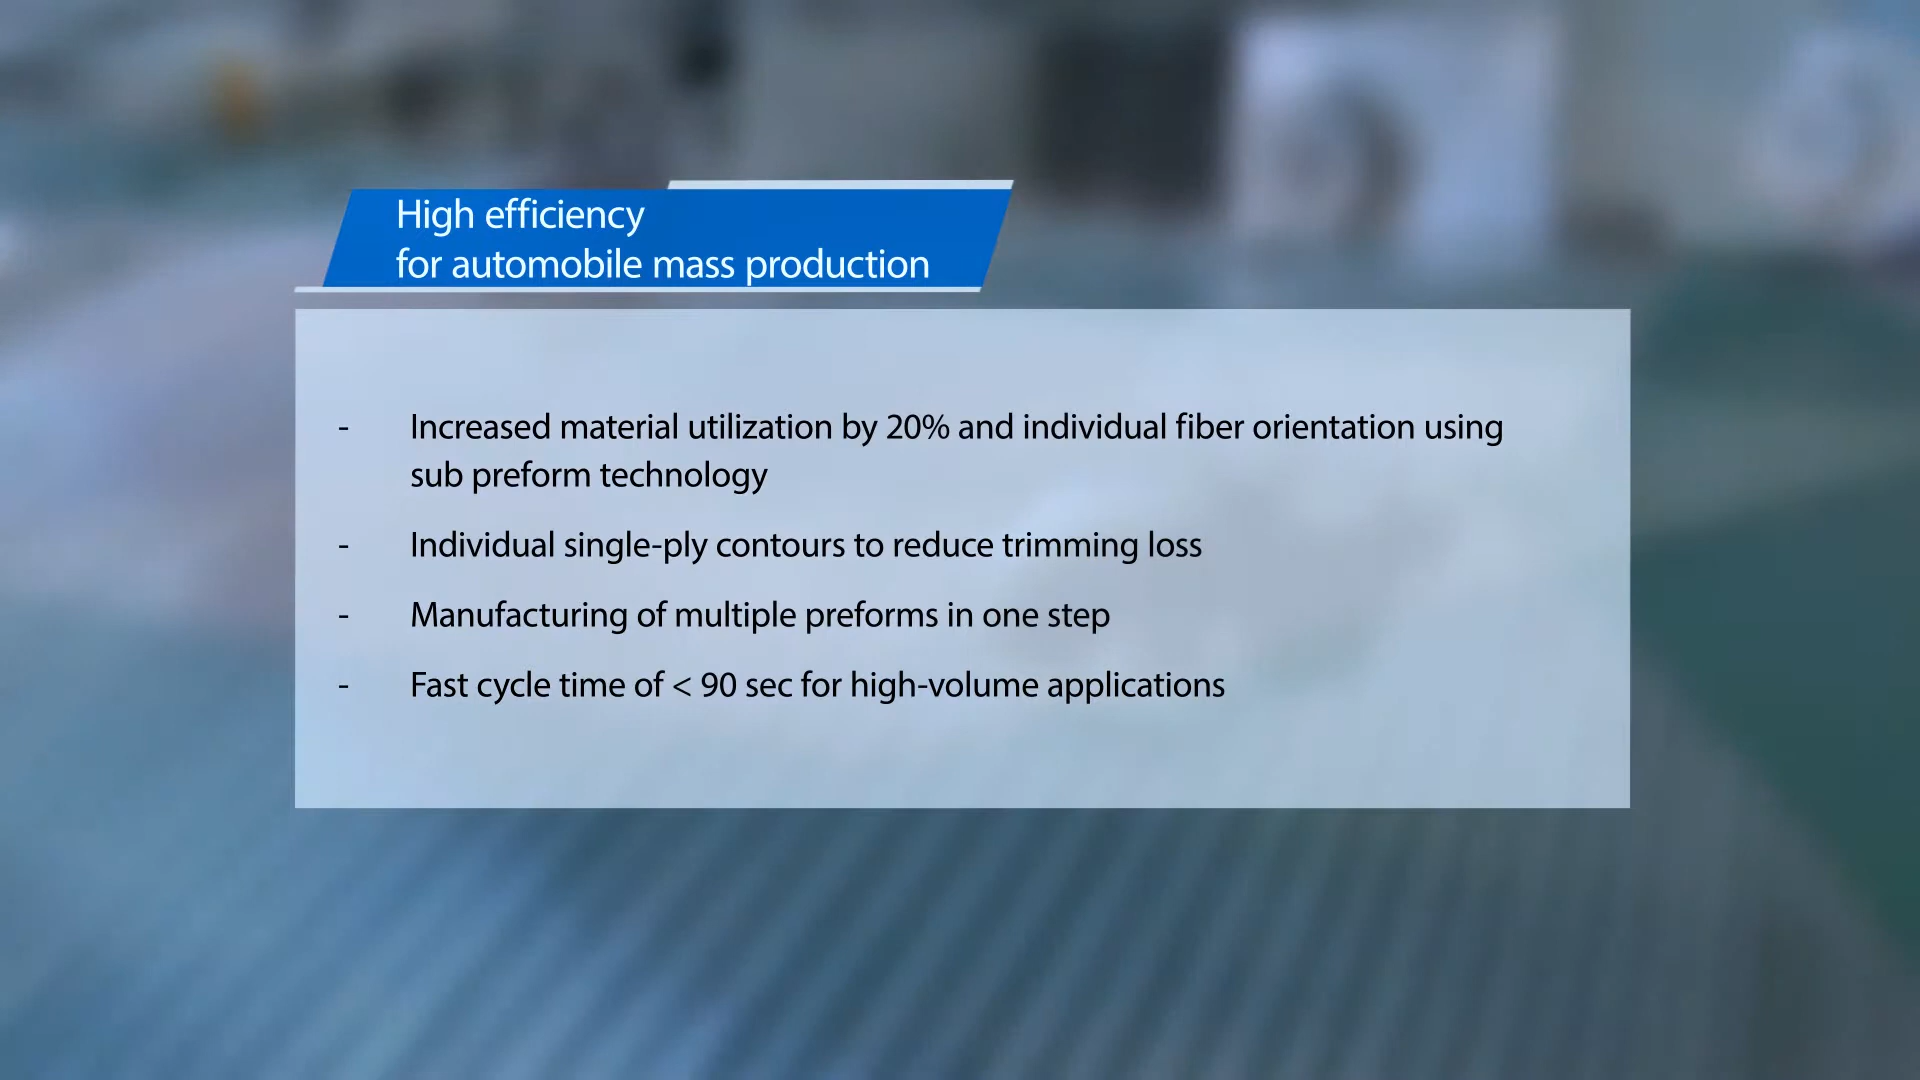 High efficiency
for automobile mass production
- Increased material utilization by 20% and individual fiber orientation using
sub preform technology
- Individual single-ply contours to reduce trimming loss
- Manufacturing of multiple preforms in one step
- Fast cycle time of < 90 sec for high-volume applications